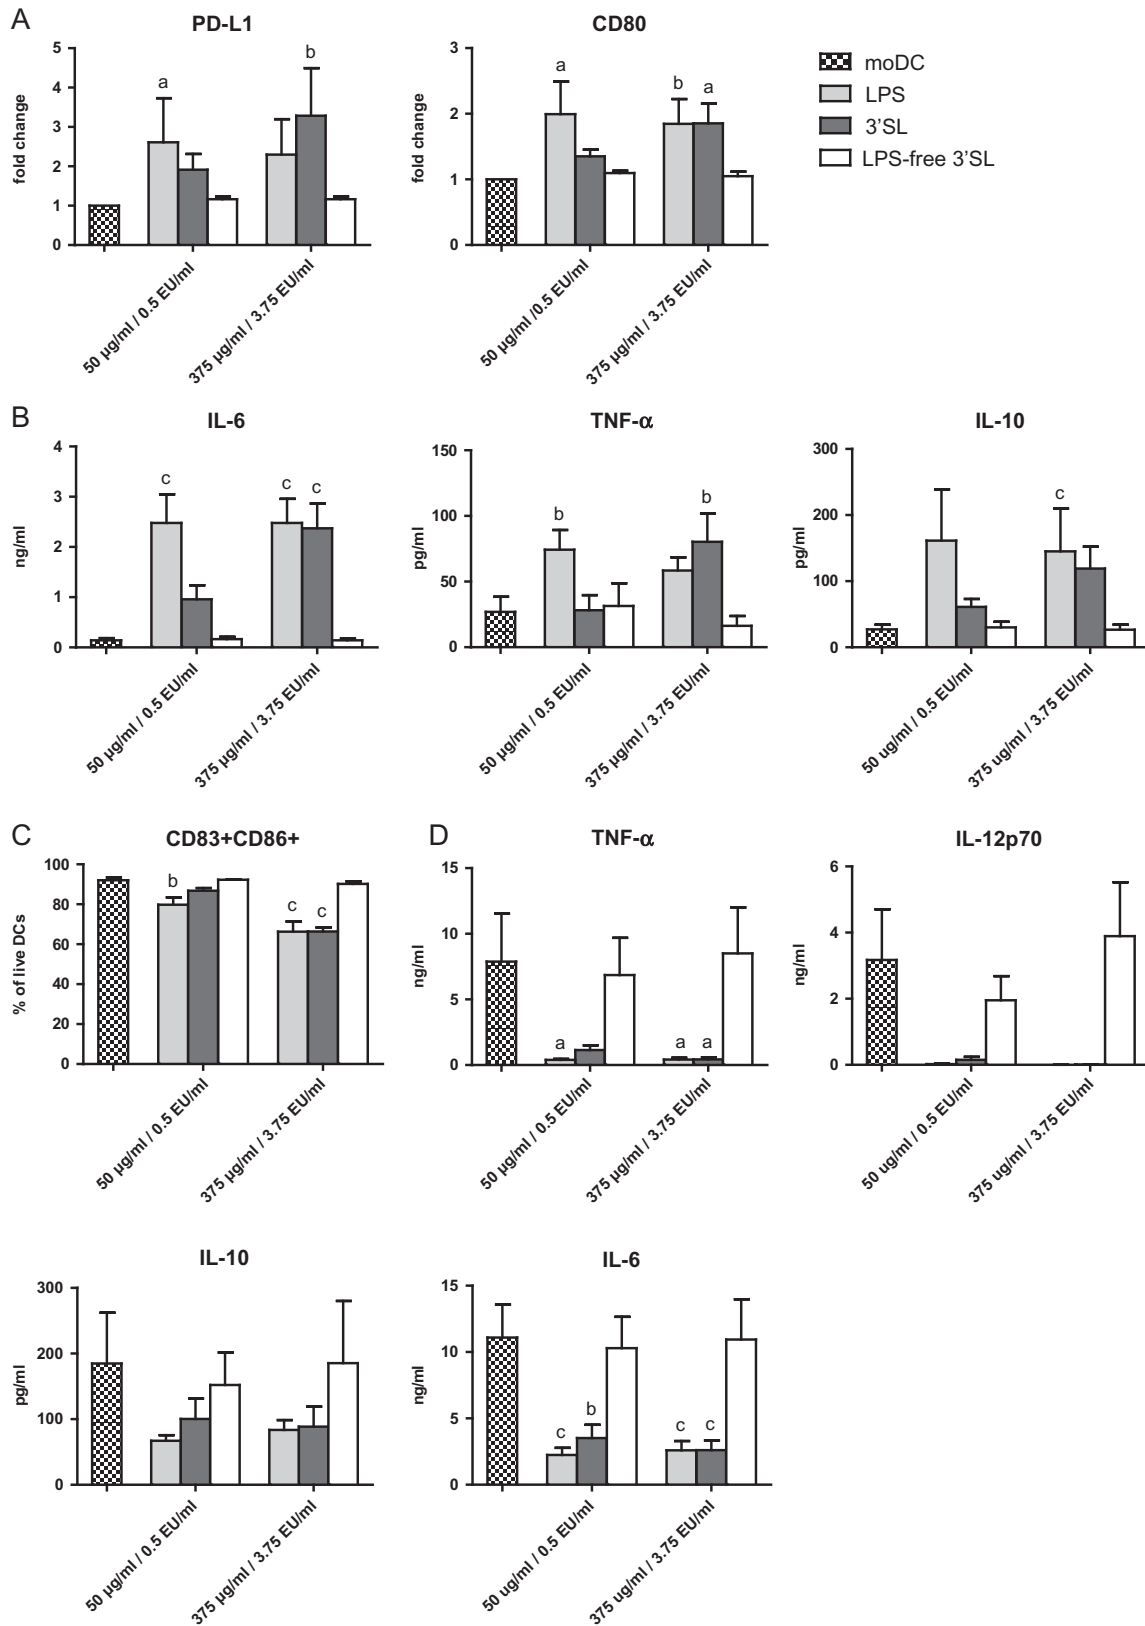 A
PD-L1
fold change
5
4
3
2
1
0
a
b
50 µg/ml / 0.5 EU/ml
375 µg/ml / 3.75 EU/ml
CD80
fold change
3
2
1
0
a
b
a
50 µg/ml /0.5 EU/ml
375 µg/ml / 3.75 EU/ml
moDC
LPS
3'SL
LPS-free 3'SL
B
IL-6
ng/ml
4
3
2
1
0
c
c
c
50 µg/ml / 0.5 EU/ml
375 µg/ml / 3.75 EU/ml
TNF-α
pg/ml
150
100
50
0
b
b
50 µg/ml / 0.5 EU/ml
375 µg/ml / 3.75 EU/ml
IL-10
pg/ml
300
200
100
0
c
50 ug/ml / 0.5 EU/ml
375 ug/ml / 3.75 EU/ml
C
CD83+CD86+
% of live DCs
100
80
60
40
20
0
b
c
c
50 µg/ml / 0.5 EU/ml
375 µg/ml / 3.75 EU/ml
D
TNF-α
ng/ml
15
10
5
0
a
a
a
50 µg/ml / 0.5 EU/ml
375 µg/ml / 3.75 EU/ml
IL-12p70
ng/ml
6
4
2
0
50 ug/ml / 0.5 EU/ml
375 ug/ml / 3.75 EU/ml
IL-10
pg/ml
300
200
100
0
50 µg/ml / 0.5 EU/ml
375 µg/ml / 3.75 EU/ml
IL-6
ng/ml
15
10
5
0
c
b
c
c
50 ug/ml / 0.5 EU/ml
375 ug/ml / 3.75 EU/ml